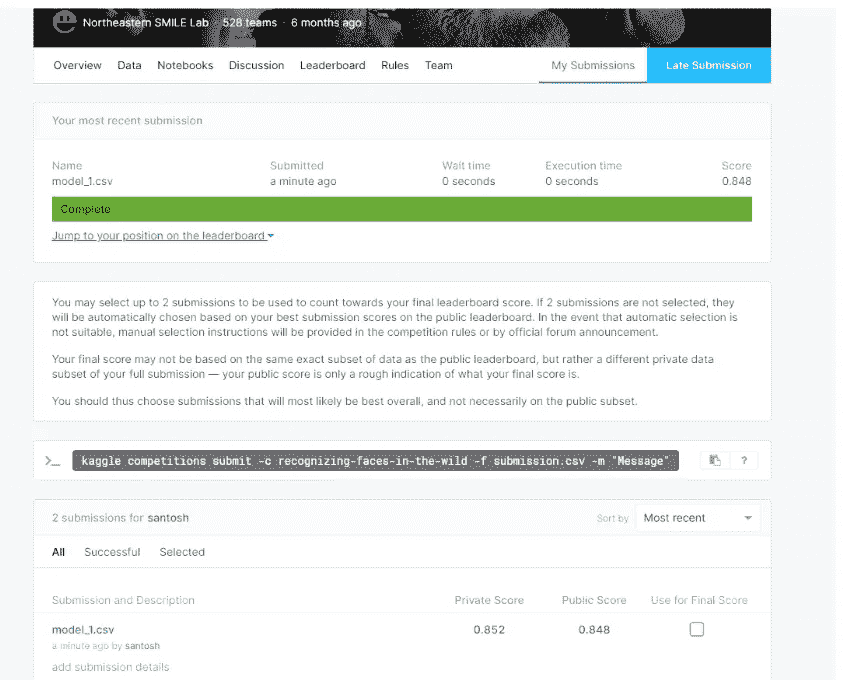 Northeastern SMILE Lab · 528 teams · 6 months ago
Overview Data Notebooks Discussion Leaderboard Rules Team My Submissions Late Submission
Your most recent submission
Name Submitted Wait time Execution time Score
model_1.csv a minute ago 0 seconds 0 seconds 0.848
Complete
Jump to your position on the leaderboard
You may select up to 2 submissions to be used to count towards your final leaderboard score. If 2 submissions are not selected, they
will be automatically chosen based on your best submission scores on the public leaderboard. In the event that automatic selection is
not suitable, manual selection instructions will be provided in the competition rules or by official forum announcement.
Your final score may not be based on the same exact subset of data as the public leaderboard, but rather a different private data
subset of your full submission — your public score is only a rough indication of what your final score is.
You should thus choose submissions that will most likely be best overall, and not necessarily on the public subset.
>_ kaggle competitions submit -c recognizing-faces-in-the-wild -f submission.csv -m "Message" ?
2 submissions for santosh Sort by Most recent
All Successful Selected
Submission and Description Private Score Public Score Use for Final Score
model_1.csv 0.852 0.848
a minute ago by santosh
add submission details